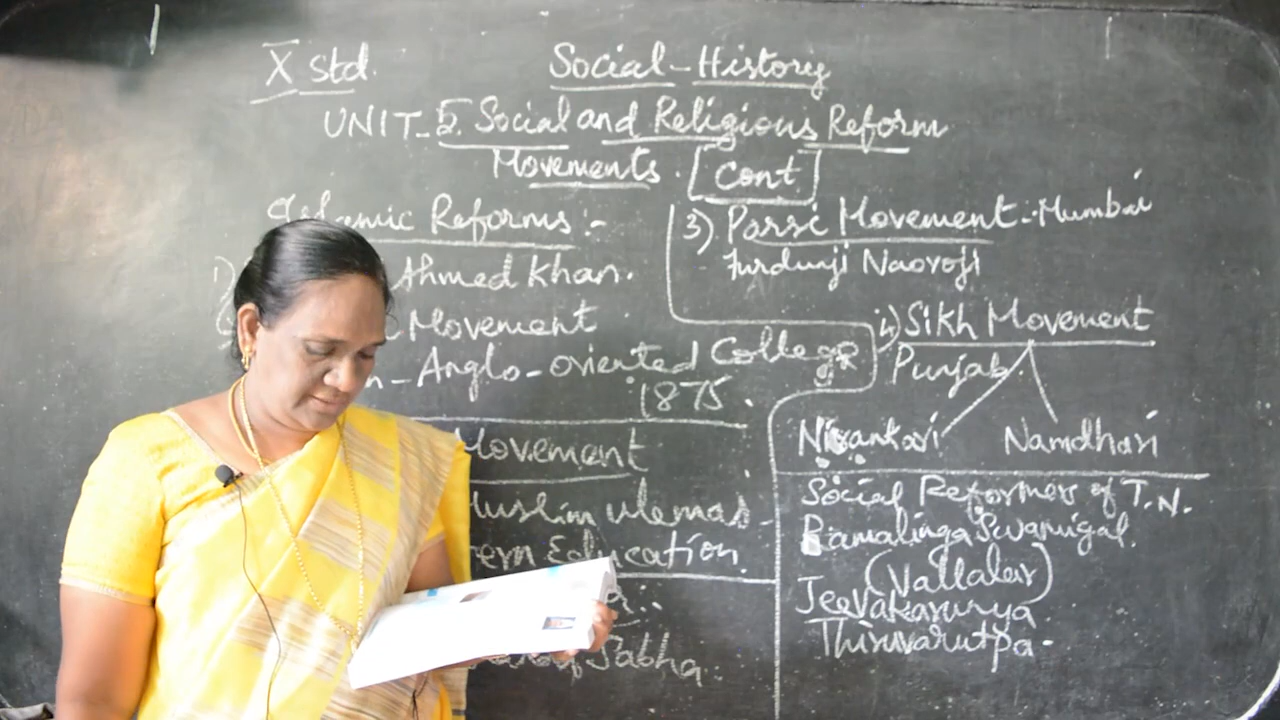 X std.
Social-History
UNIT-5. Social and Religious Reform
Movements. [Cont]
Reforms:-
1) Ahmed Khan.
Movement
Anglo-oriented College
1875.
Movement
Muslim ulemas
Education.
Sabha.
3) Parsi Movement:-Mumbai
Furdunji Naoroji
4) Sikh Movement
Punjab
Nirankari Namdhari
Social Reformer of T.N.
Ramalinga Swamigal.
(Vallalar)
Jeevakarunya
Thiruvarutpa-